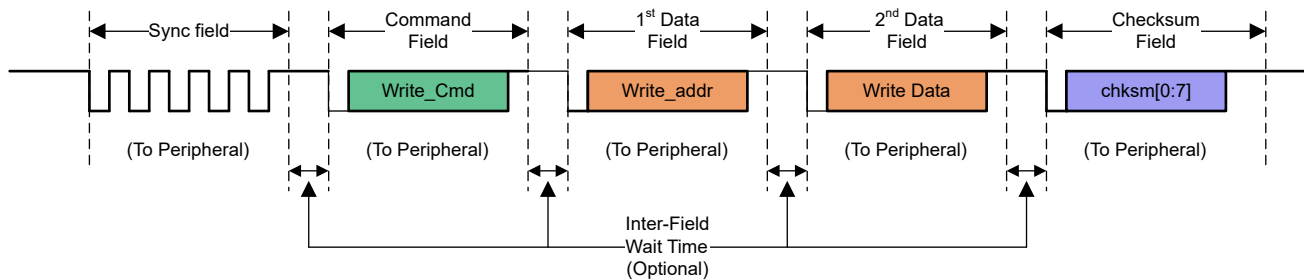 Sync field
Command
Field
1st Data
Field
2nd Data
Field
Checksum
Field
Write_Cmd
Write_addr
Write Data
chksm[0:7]
(To Peripheral)
(To Peripheral)
(To Peripheral)
(To Peripheral)
(To Peripheral)
Inter-Field
Wait Time
(Optional)